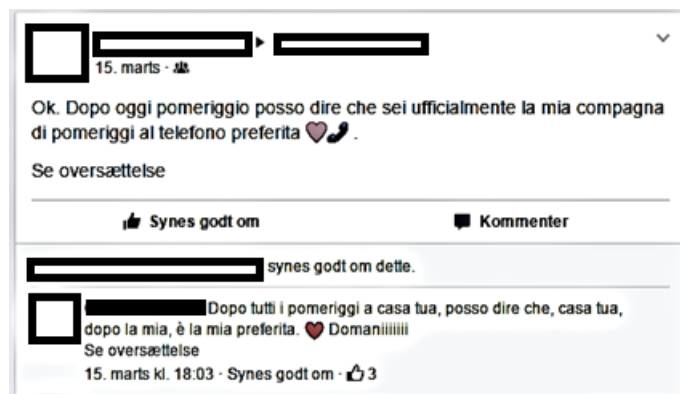 15. marts ·
Ok. Dopo oggi pomeriggio posso dire che sei ufficialmente la mia compagna
di pomeriggi al telefono preferita 💜📞 .
Se oversættelse
Synes godt om Kommenter
synes godt om dette.
Dopo tutti i pomeriggi a casa tua, posso dire che, casa tua,
dopo la mia, è la mia preferita. ❤ Domaniiiiiii
Se oversættelse
15. marts kl. 18:03 · Synes godt om · 3